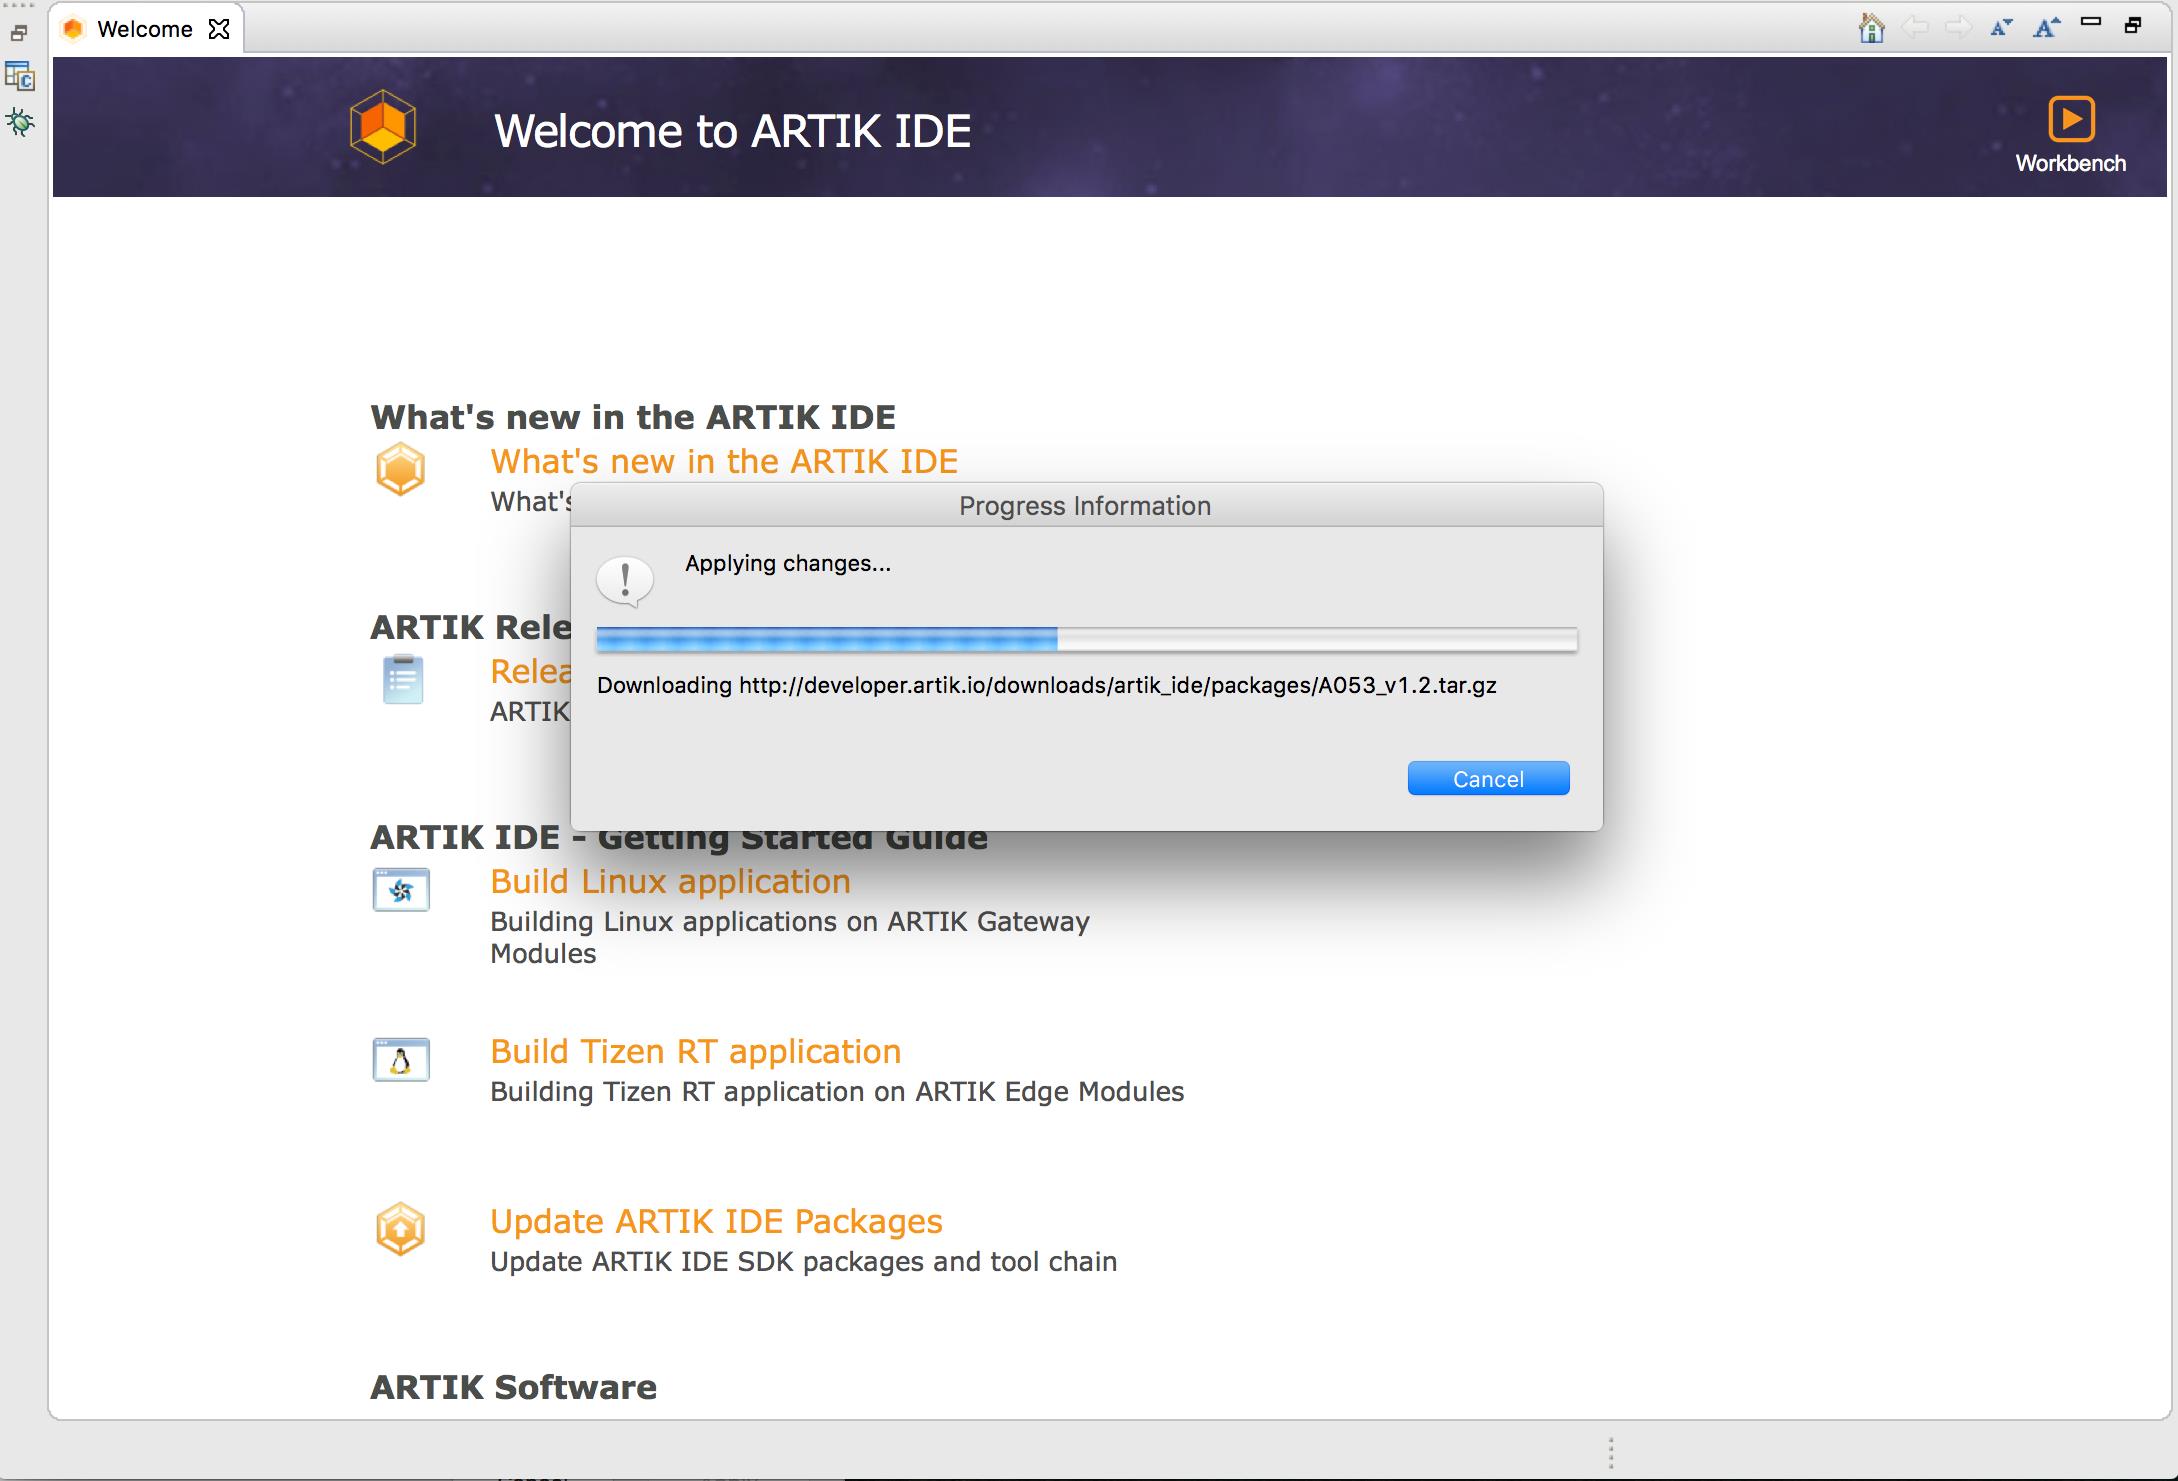 Welcome
Welcome to ARTIK IDE
Workbench
What's new in the ARTIK IDE
What's new in the ARTIK IDE
What's
Progress Information
Applying changes...
Downloading http://developer.artik.io/downloads/artik_ide/packages/A053_v1.2.tar.gz
Cancel
ARTIK Rele
Relea
ARTIK
ARTIK IDE - Getting Started Guide
Build Linux application
Building Linux applications on ARTIK Gateway
Modules
Build Tizen RT application
Building Tizen RT application on ARTIK Edge Modules
Update ARTIK IDE Packages
Update ARTIK IDE SDK packages and tool chain
ARTIK Software